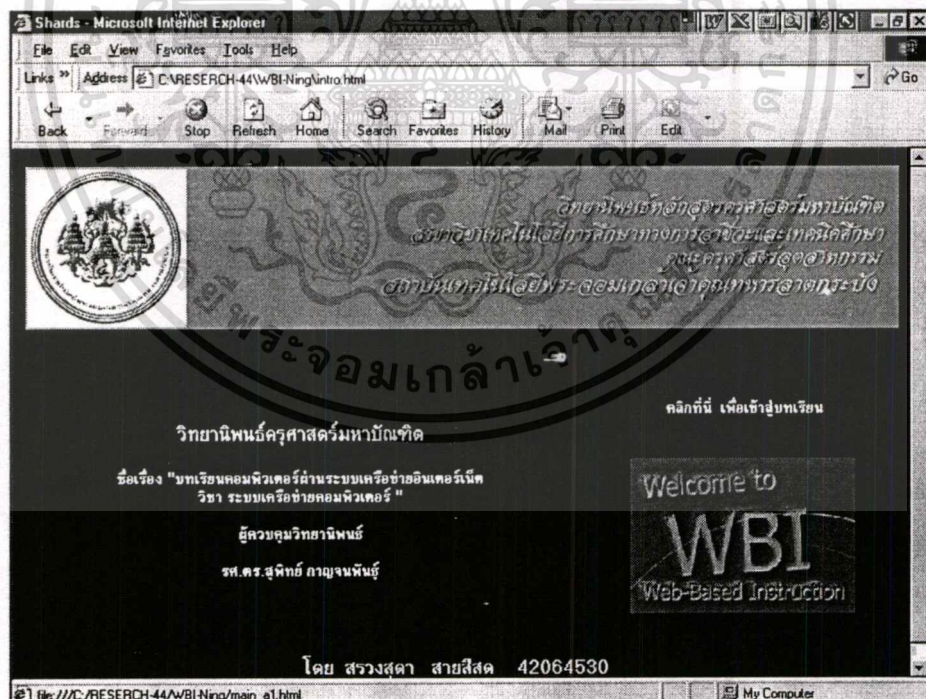 Shards - Microsoft Internet Explorer
File Edit View Favorites Tools Help
Links » Address C:\RESERCH-44\WBI-Ning\intro.html Go
Back Forward Stop Refresh Home Search Favorites History Mail Print Edit
วิทยานิพนธ์หลักสูตรครุศาสตร์มหาบัณฑิต
สาขาวิชาเทคโนโลยีการศึกษาทางการอาชีวะและเทคนิคศึกษา
คณะครุศาสตร์อุตสาหกรรม
สถาบันเทคโนโลยีพระจอมเกล้าเจ้าคุณทหารลาดกระบัง
คลิกที่นี่ เพื่อเข้าสู่บทเรียน
วิทยานิพนธ์ครุศาสตร์มหาบัณฑิต
ชื่อเรื่อง "บทเรียนคอมพิวเตอร์ผ่านระบบเครือข่ายอินเตอร์เน็ต
วิชา ระบบเครือข่ายคอมพิวเตอร์ "
ผู้ควบคุมวิทยานิพนธ์
รศ.ดร.สุพิทย์ กาญจนพันธุ์
Welcome to
WBI
Web-Based Instruction
โดย สรวงสุดา สายสีสด 42064530
file:///C:/RESERCH-44/WBI-Ning/main_a1.html My Computer